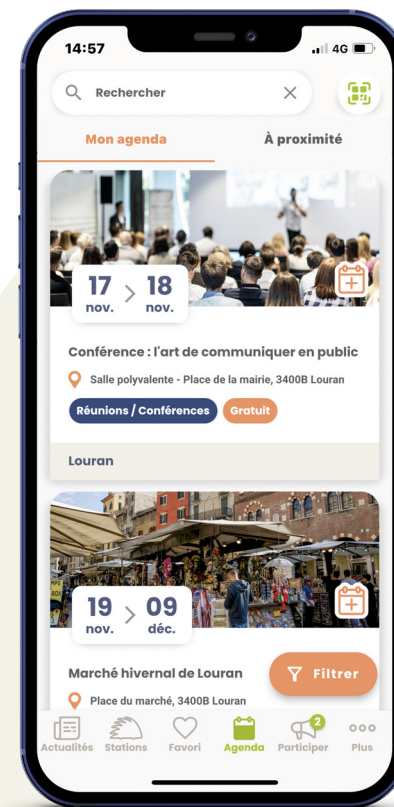 14:57
4G
Rechercher
Mon agenda
À proximité
17 > 18
nov. nov.
Conférence : l'art de communiquer en public
Salle polyvalente - Place de la mairie, 3400B Louran
Réunions / Conférences
Gratuit
Louran
MPS
BOX
19 > 09
nov. déc.
Marché hivernal de Louran
Filtrer
Place du marché, 3400B Louran
2
Actualités
Stations
Favori
Agenda
Participer
Plus